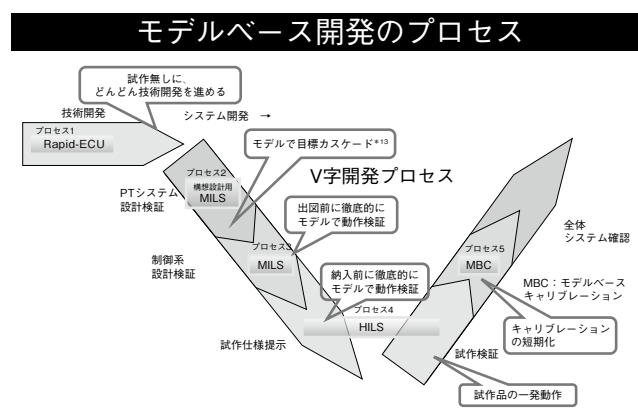 モデルベース開発のプロセス
試作無しに、
どんどん技術開発を進める
技術開発
システム開発 →
プロセス1
Rapid-ECU
モデルで目標カスケード*13
プロセス2
構想設計用
MILS
V字開発プロセス
PTシステム
設計検証
出図前に徹底的に
モデルで動作検証
全体
システム確認
プロセス3
MILS
プロセス5
MBC
制御系
設計検証
納入前に徹底的に
モデルで動作検証
MBC:モデルベース
キャリブレーション
プロセス4
HILS
キャリブレーション
の短期化
試作仕様提示
試作検証
試作品の一発動作